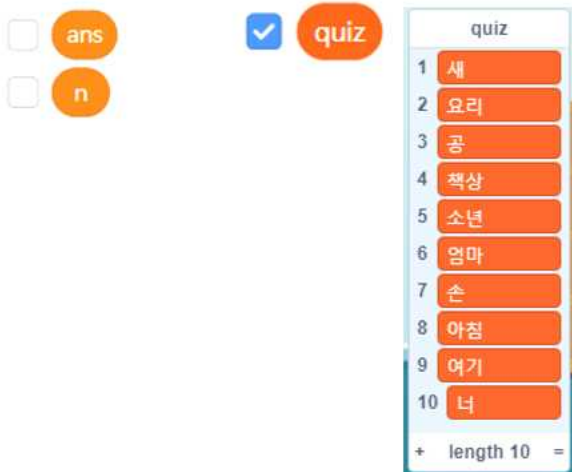 ans
n
quiz
quiz
1 새
2 요리
3 공
4 책상
5 소년
6 엄마
7 손
8 아침
9 여기
10 너
+ length 10 =